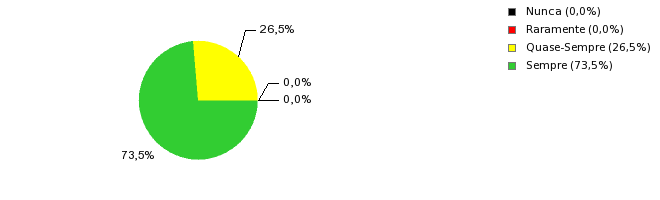 26,5%
0,0%
0,0%
73,5%
Nunca (0,0%)
Raramente (0,0%)
Quase-Sempre (26,5%)
Sempre (73,5%)